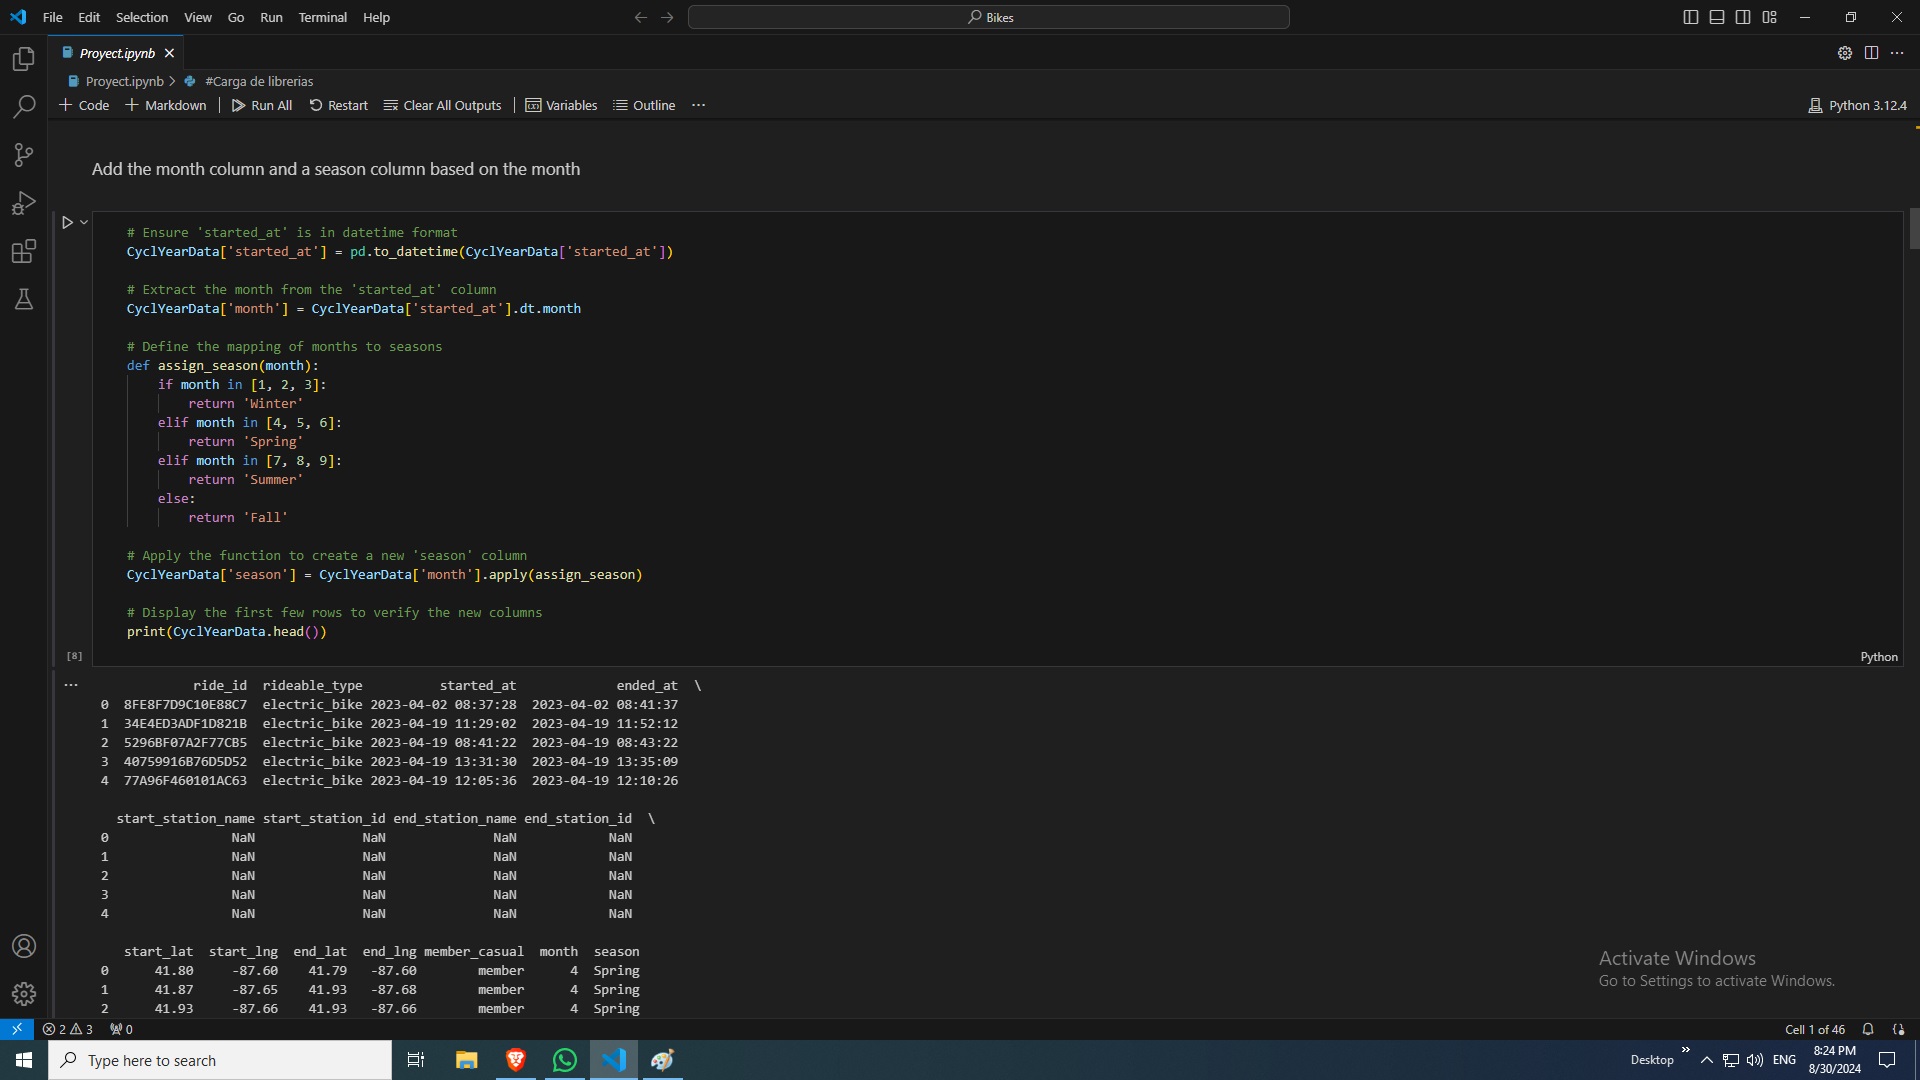 File Edit Selection View Go Run Terminal Help
Bikes
Proyect.ipynb
Proyect.ipynb > #Carga de librerias
+ Code + Markdown Run All Restart Clear All Outputs Variables Outline ...
Python 3.12.4
Add the month column and a season column based on the month
# Ensure 'started_at' is in datetime format
CyclYearData['started_at'] = pd.to_datetime(CyclYearData['started_at'])
# Extract the month from the 'started_at' column
CyclYearData['month'] = CyclYearData['started_at'].dt.month
# Define the mapping of months to seasons
def assign_season(month):
    if month in [1, 2, 3]:
        return 'Winter'
    elif month in [4, 5, 6]:
        return 'Spring'
    elif month in [7, 8, 9]:
        return 'Summer'
    else:
        return 'Fall'
# Apply the function to create a new 'season' column
CyclYearData['season'] = CyclYearData['month'].apply(assign_season)
# Display the first few rows to verify the new columns
print(CyclYearData.head())
[8]
Python
...
ride_id rideable_type started_at ended_at \
0 8FE8F7D9C10E88C7 electric_bike 2023-04-02 08:37:28 2023-04-02 08:41:37
1 34E4ED3ADF1D821B electric_bike 2023-04-19 11:29:02 2023-04-19 11:52:12
2 5296BF07A2F77CB5 electric_bike 2023-04-19 08:41:22 2023-04-19 08:43:22
3 40759916B76D5D52 electric_bike 2023-04-19 13:31:30 2023-04-19 13:35:09
4 77A96F460101AC63 electric_bike 2023-04-19 12:05:36 2023-04-19 12:10:26
start_station_name start_station_id end_station_name end_station_id \
0 NaN NaN NaN NaN
1 NaN NaN NaN NaN
2 NaN NaN NaN NaN
3 NaN NaN NaN NaN
4 NaN NaN NaN NaN
start_lat start_lng end_lat end_lng member_casual month season
0 41.80 -87.60 41.79 -87.60 member 4 Spring
1 41.87 -87.65 41.93 -87.68 member 4 Spring
2 41.93 -87.66 41.93 -87.66 member 4 Spring
Activate Windows
Go to Settings to activate Windows.
2 3 0
Cell 1 of 46
Type here to search
Desktop » ENG
8:24 PM
8/30/2024